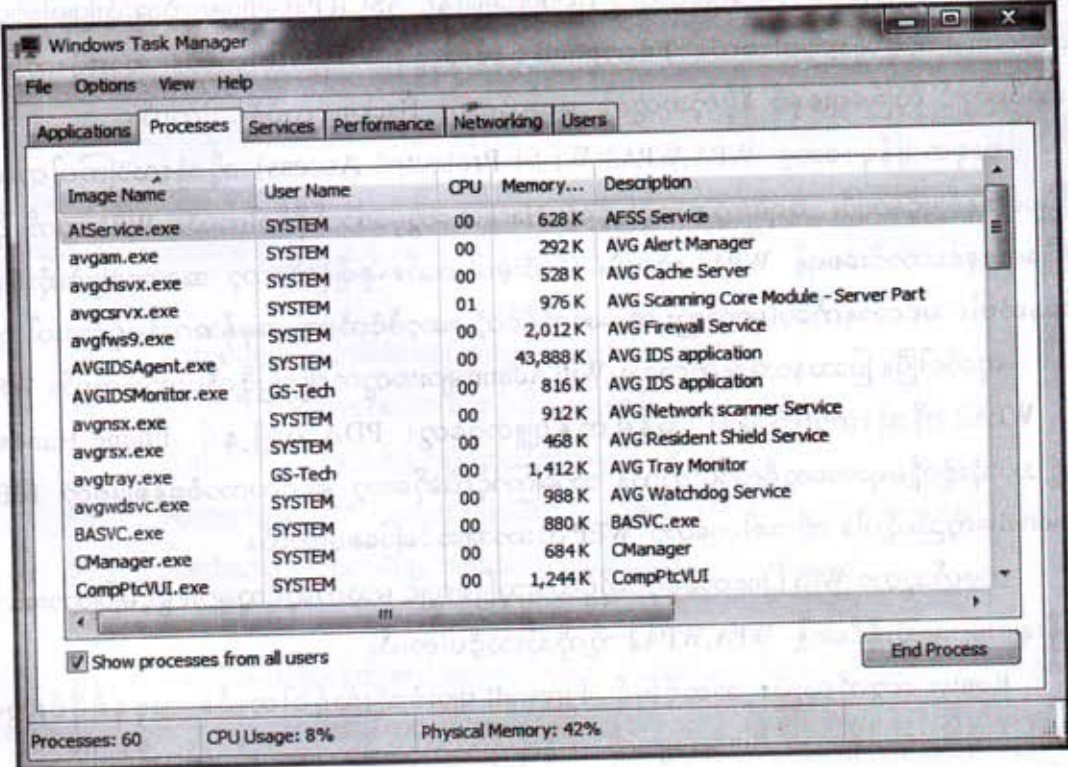 Windows Task Manager
File Options View Help
Applications Processes Services Performance Networking Users
Image Name User Name CPU Memory... Description
AtService.exe SYSTEM 00 628 K AFSS Service
avgam.exe SYSTEM 00 292 K AVG Alert Manager
avgchsvx.exe SYSTEM 00 528 K AVG Cache Server
avgcsrvx.exe SYSTEM 01 976 K AVG Scanning Core Module - Server Part
avgfws9.exe SYSTEM 00 2,012 K AVG Firewall Service
AVGIDSAgent.exe SYSTEM 00 43,888 K AVG IDS application
AVGIDSMonitor.exe GS-Tech 00 816 K AVG IDS application
avgnsx.exe SYSTEM 00 912 K AVG Network scanner Service
avgrsx.exe SYSTEM 00 468 K AVG Resident Shield Service
avgtray.exe GS-Tech 00 1,412 K AVG Tray Monitor
avgwdsvc.exe SYSTEM 00 988 K AVG Watchdog Service
BASVC.exe SYSTEM 00 880 K BASVC.exe
CManager.exe SYSTEM 00 684 K CManager
CompPtcVUI.exe SYSTEM 00 1,244 K CompPtcVUI
Show processes from all users End Process
Processes: 60 CPU Usage: 8% Physical Memory: 42%